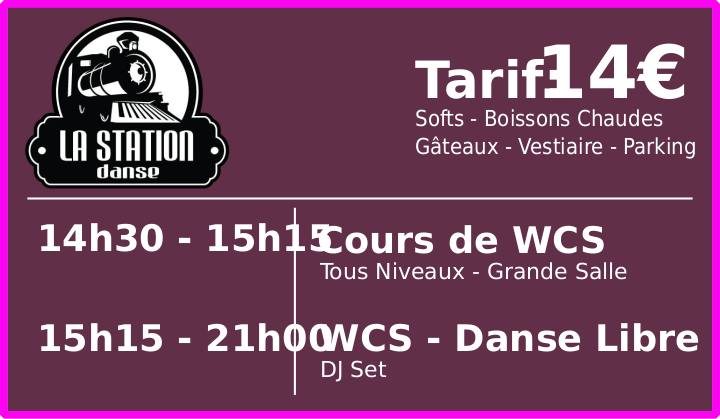 LA STATION
danse
Tarif: 14€
Softs - Boissons Chaudes
Gâteaux - Vestiaire - Parking
14h30 - 15h15
Cours de WCS
Tous Niveaux - Grande Salle
15h15 - 21h00
WCS - Danse Libre
DJ Set